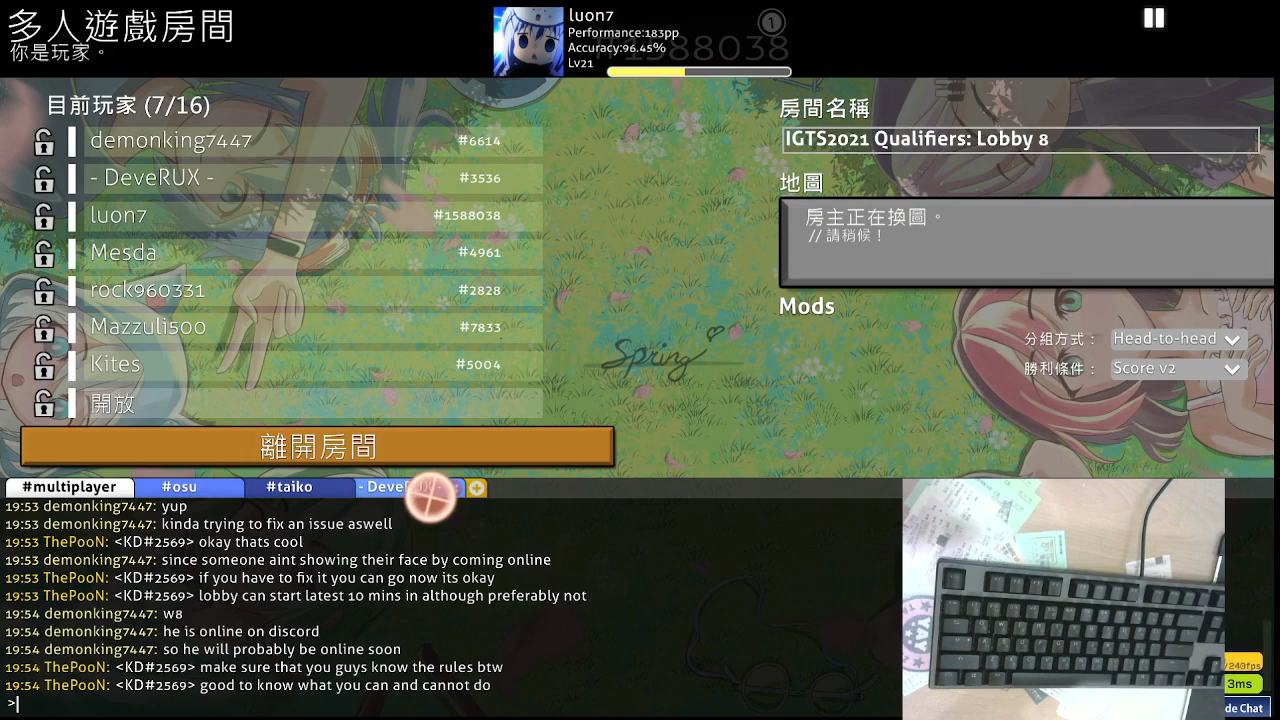 多人遊戲房間
你是玩家。
luon7
Performance:183pp
Accuracy:96.45%
Lv21
1
#1588038
目前玩家 (7/16)
demonking7447 #6614
- DeveRUX - #3536
luon7 #1588038
Mesda #4961
rock960331 #2828
Mazzuli500 #7833
Kites #5004
開放
離開房間
房間名稱
IGTS2021 Qualifiers: Lobby 8
地圖
房主正在換圖。
// 請稍候！
Mods
分組方式： Head-to-head
勝利條件： Score v2
Spring
#multiplayer #osu #taiko - DeveRUX -
19:53 demonking7447: yup
19:53 demonking7447: kinda trying to fix an issue aswell
19:53 ThePooN: <KD#2569> okay thats cool
19:53 demonking7447: since someone aint showing their face by coming online
19:53 ThePooN: <KD#2569> if you have to fix it you can go now its okay
19:53 ThePooN: <KD#2569> lobby can start latest 10 mins in although preferably not
19:54 demonking7447: w8
19:54 demonking7447: he is online on discord
19:54 demonking7447: so he will probably be online soon
19:54 ThePooN: <KD#2569> make sure that you guys know the rules btw
19:54 ThePooN: <KD#2569> good to know what you can and cannot do
>
/240fps
3ms
de Chat